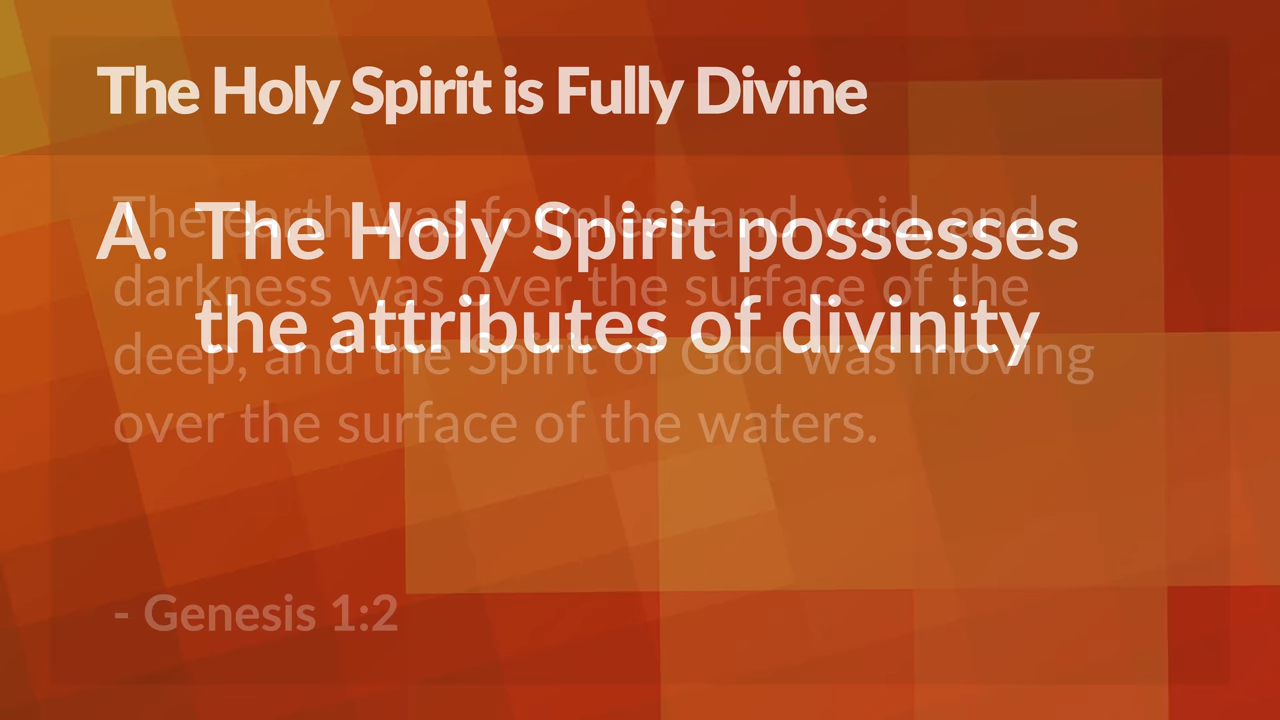 The Holy Spirit is Fully Divine
A. The Holy Spirit possesses
the attributes of divinity
The earth was formless and void, and
darkness was over the surface of the
deep, and the Spirit of God was moving
over the surface of the waters.
- Genesis 1:2